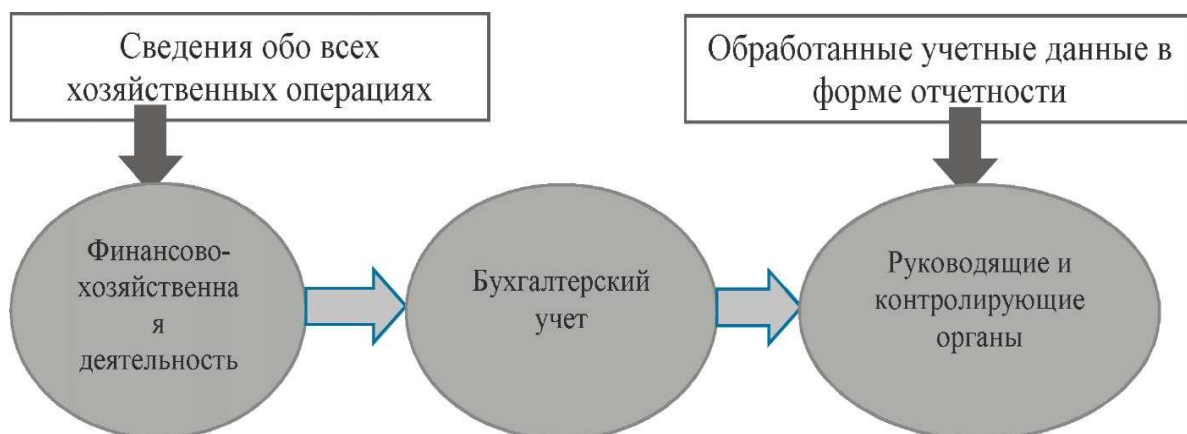 Сведения обо всех
хозяйственных операциях
Обработанные учетные данные в
форме отчетности
Финансово-
хозяйственна
я
деятельность
Бухгалтерский
учет
Руководящие и
контролирующие
органы